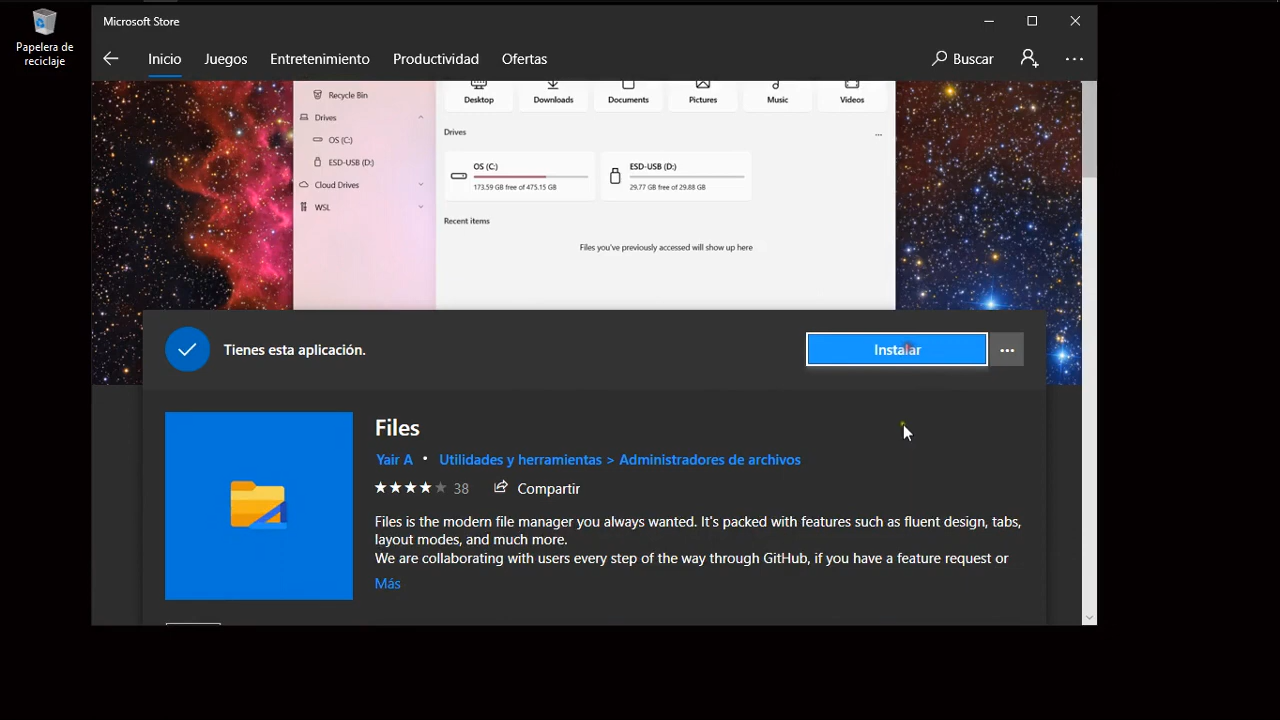 Papelera de
reciclaje
Microsoft Store
Inicio Juegos Entretenimiento Productividad Ofertas Buscar
Recycle Bin
Drives
OS (C:)
ESD-USB (D:)
Cloud Drives
WSL
Desktop Downloads Documents Pictures Music Videos
Drives
OS (C:)
173.59 GB free of 475.15 GB
ESD-USB (D:)
29.77 GB free of 29.88 GB
Recent items
Files you've previously accessed will show up here
Tienes esta aplicación.
Instalar
Files
Yair A • Utilidades y herramientas > Administradores de archivos
38 Compartir
Files is the modern file manager you always wanted. It's packed with features such as fluent design, tabs,
layout modes, and much more.
We are collaborating with users every step of the way through GitHub, if you have a feature request or
Más